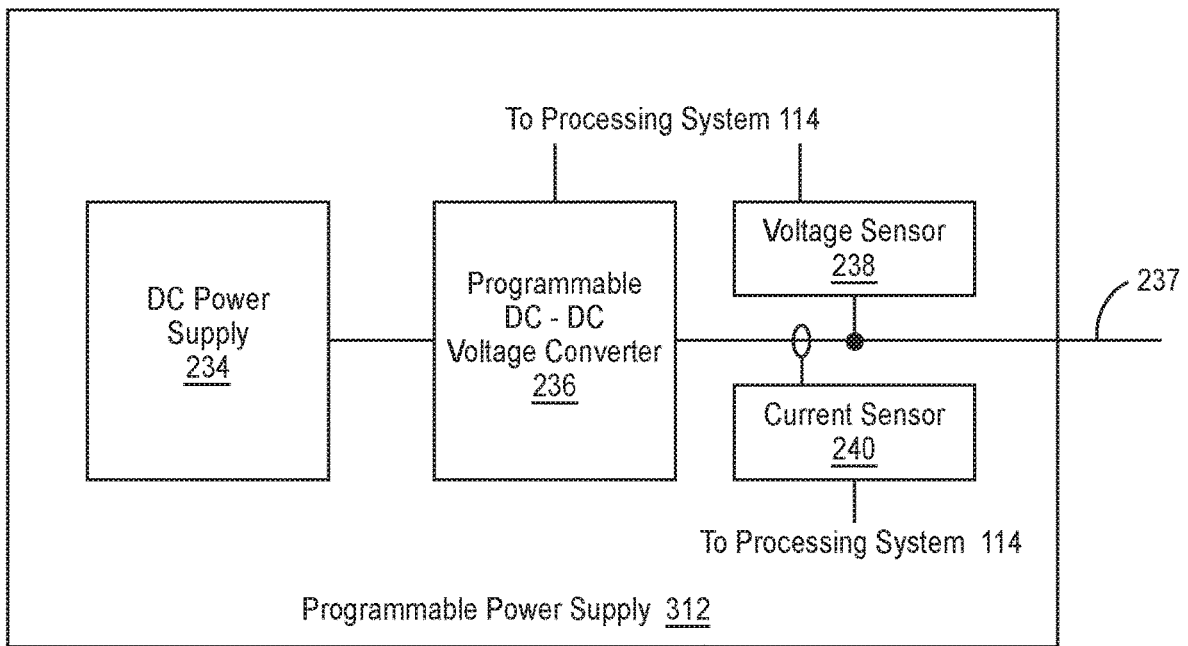 To Processing System 114
DC Power
Supply
234
Programmable
DC - DC
Voltage Converter
236
Voltage Sensor
238
237
Current Sensor
240
To Processing System 114
Programmable Power Supply 312